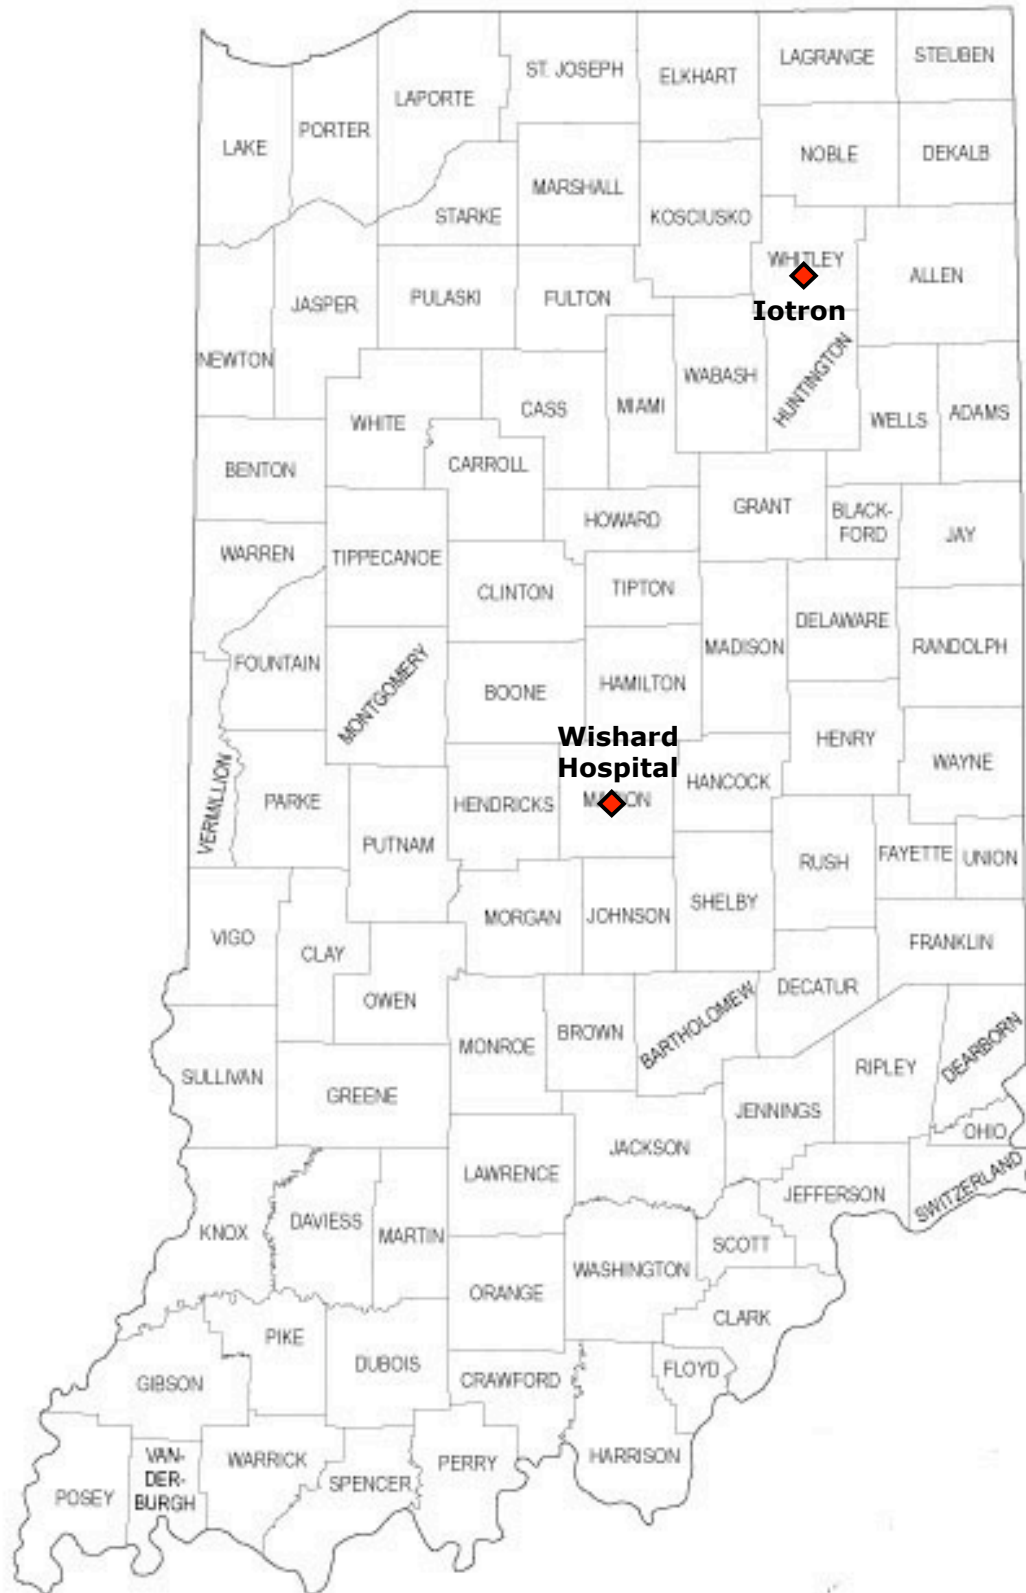 LAGRANGE
STEUBEN
ST. JOSEPH
ELKHART
LAPORTE
PORTER
LAKE
NOBLE
DEKALB
MARSHALL
STARKE
KOSCIUSKO
WHITLEY
ALLEN
Iotron
JASPER
PULASKI
FULTON
NEWTON
WABASH
HUNTINGTON
MIAMI
CASS
WHITE
WELLS
ADAMS
BENTON
CARROLL
GRANT
BLACK-
FORD
HOWARD
JAY
WARREN
TIPPECANOE
CLINTON
TIPTON
DELAWARE
MADISON
RANDOLPH
FOUNTAIN
MONTGOMERY
BOONE
HAMILTON
Wishard
Hospital
HENRY
WAYNE
VERMILLION
PARKE
HENDRICKS
MARION
HANCOCK
PUTNAM
RUSH
FAYETTE
UNION
MORGAN
JOHNSON
SHELBY
VIGO
CLAY
FRANKLIN
OWEN
DECATUR
BARTHOLOMEW
BROWN
MONROE
SULLIVAN
GREENE
RIPLEY
DEARBORN
JENNINGS
OHIO
JACKSON
LAWRENCE
SWITZERLAND
JEFFERSON
KNOX
DAVIESS
MARTIN
SCOTT
WASHINGTON
ORANGE
CLARK
PIKE
DUBOIS
FLOYD
CRAWFORD
GIBSON
HARRISON
PERRY
WARRICK
SPENCER
VAN-
DER-
BURGH
POSEY